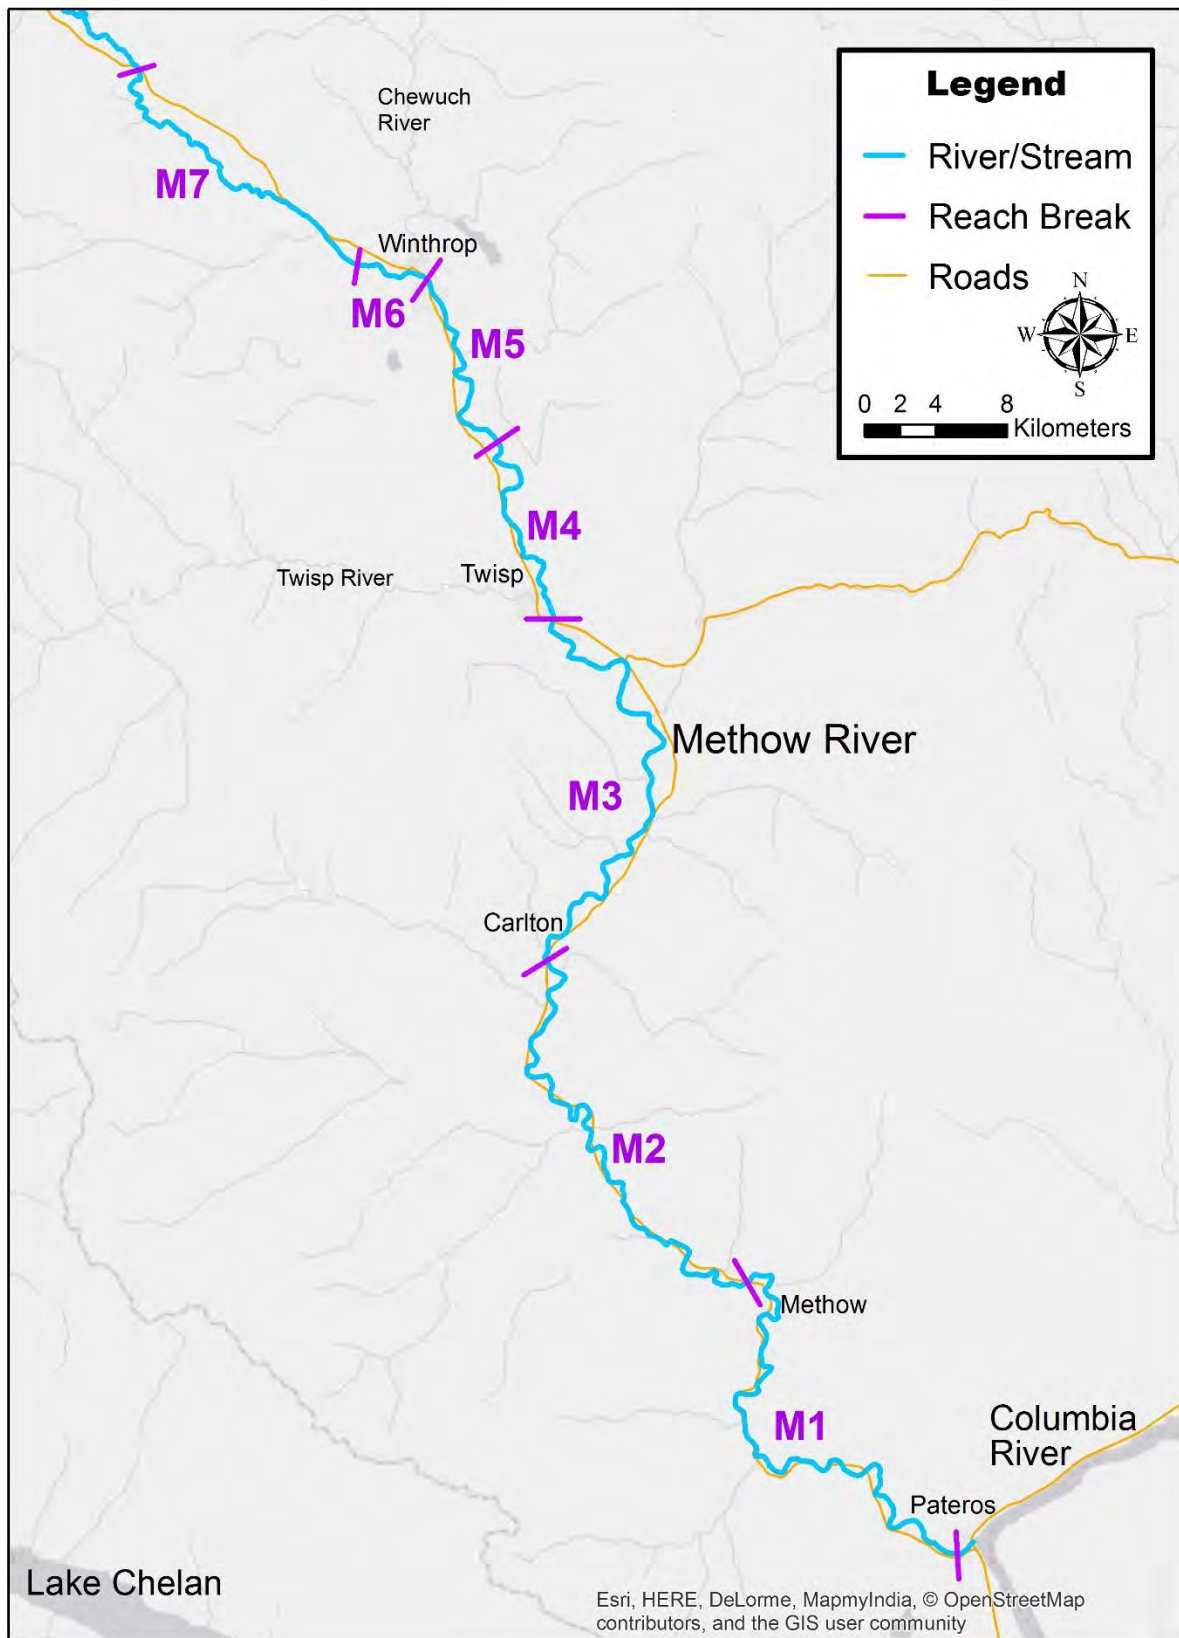 Legend
River/Stream
Reach Break
Roads
N
W
E
S
0 2 4 8
Kilometers
Chewuch
River
M7
Winthrop
M6
M5
M4
Twisp River
Twisp
Methow River
M3
Carlton
M2
Methow
M1
Columbia
River
Pateros
Lake Chelan
Esri, HERE, DeLorme, MapmyIndia, © OpenStreetMap
contributors, and the GIS user community